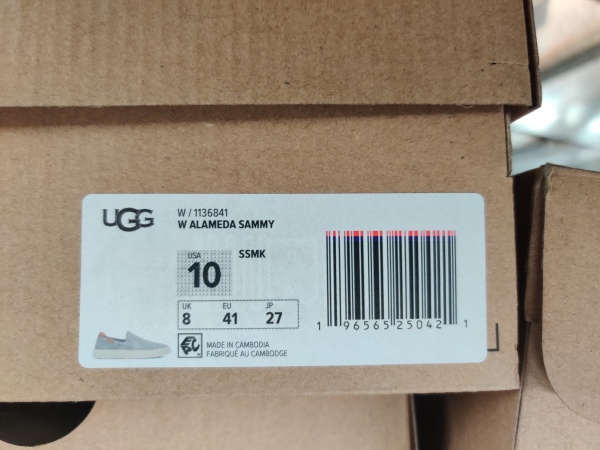 UGG
W / 1136841
W ALAMEDA SAMMY
USA
10
SSMK
UK EU JP
8 41 27
MADE IN CAMBODIA
FABRIQUÉ AU CAMBODGE
1 96565 25042 1